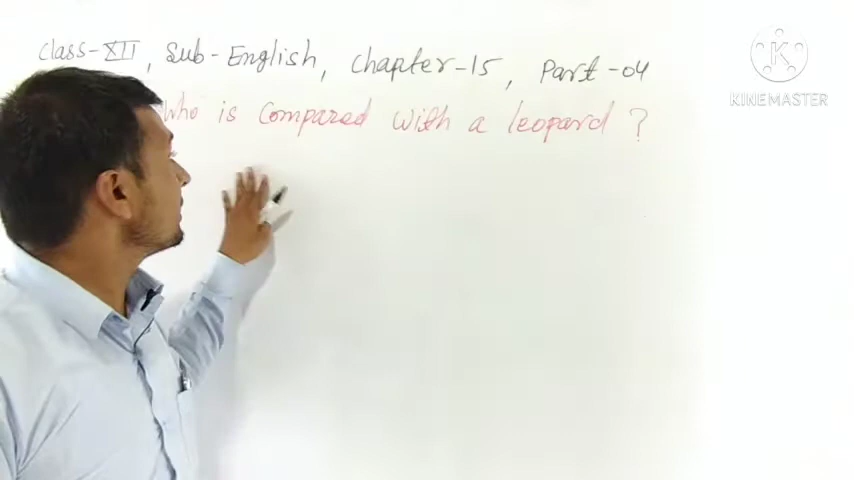 Class-XII, Sub-English, Chapter-15, Part-04
who is compared with a leopard ?
KINEMASTER